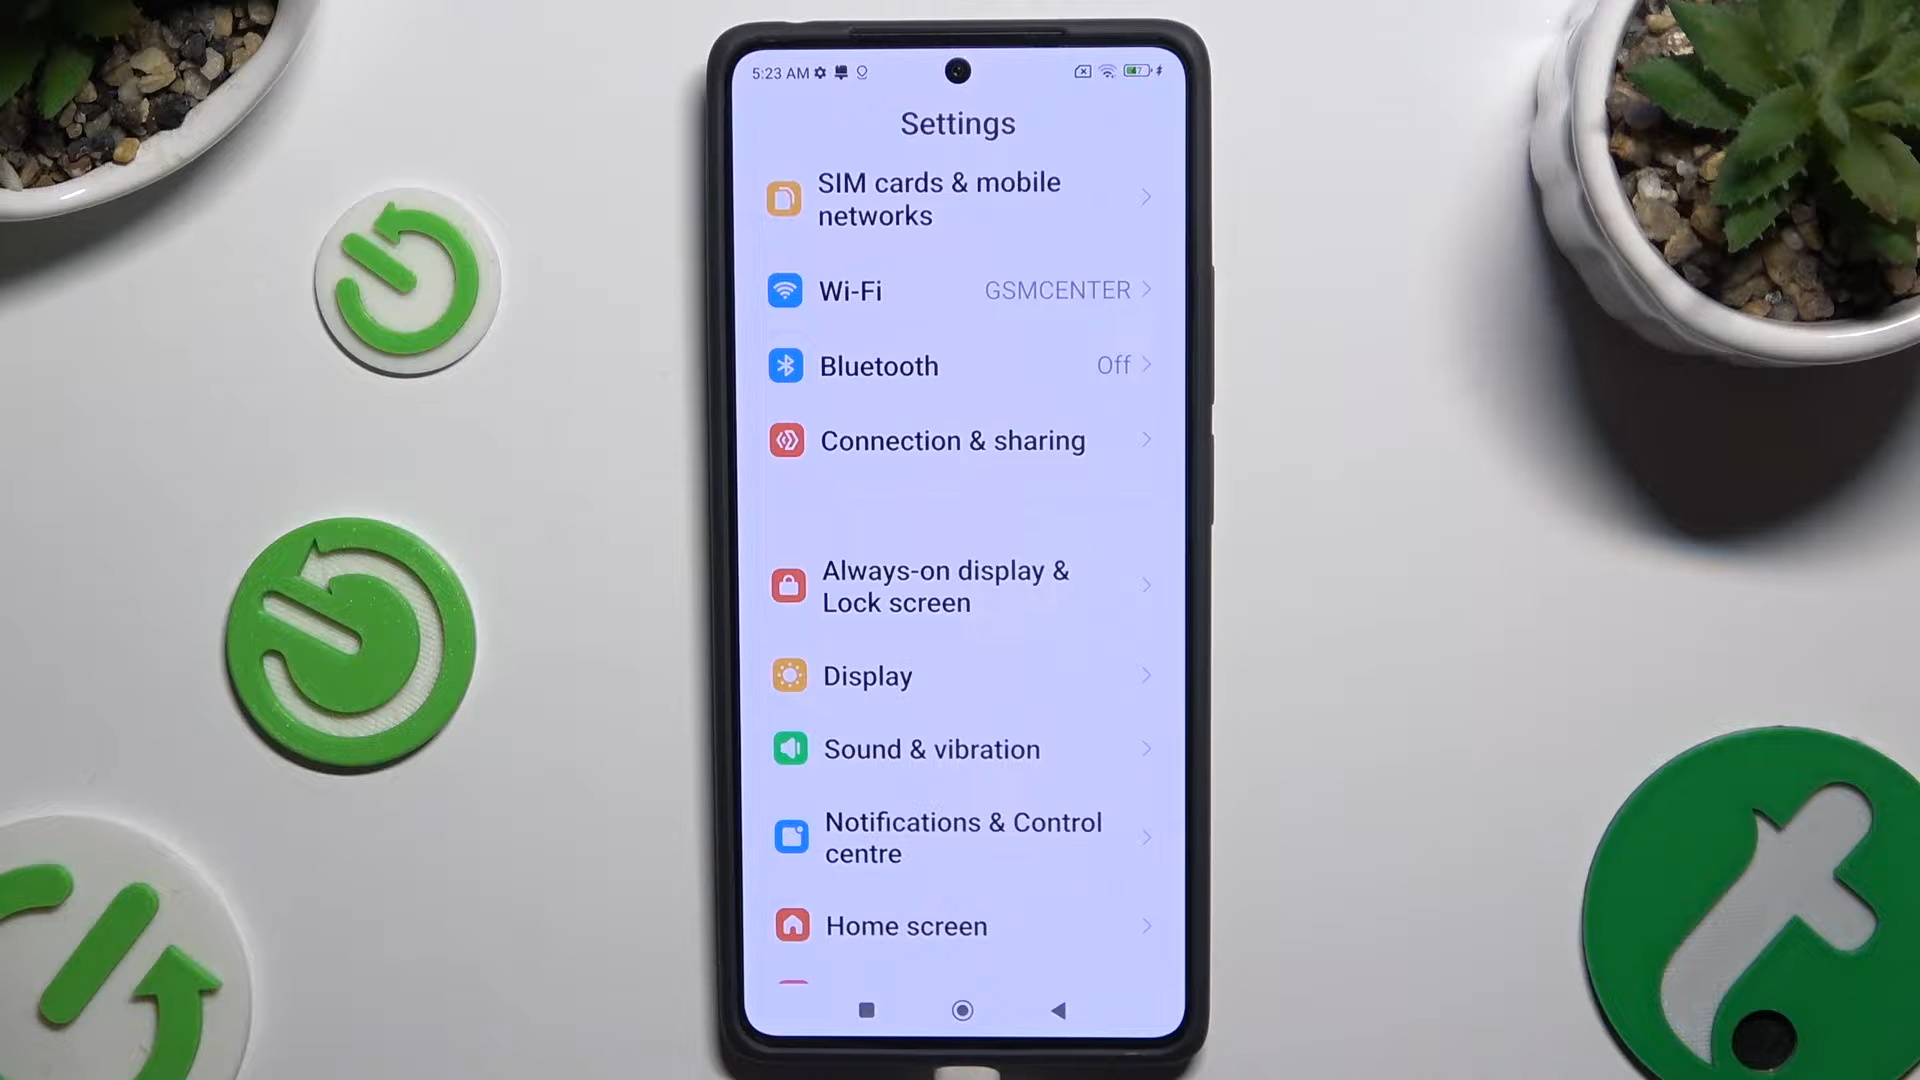 5:23 AM
Settings
SIM cards & mobile
networks
Wi-Fi GSMCENTER
Bluetooth Off
Connection & sharing
Always-on display &
Lock screen
Display
Sound & vibration
Notifications & Control
centre
Home screen